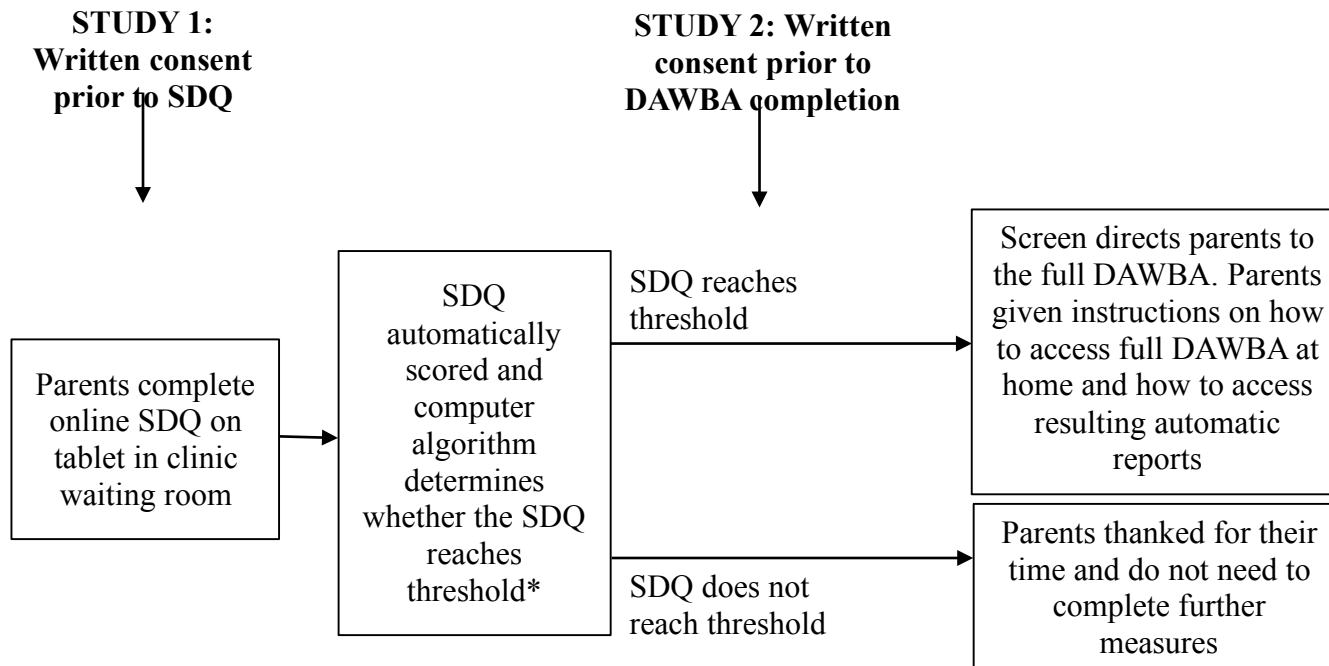 STUDY 1:
Written consent
prior to SDQ
STUDY 2: Written
consent prior to
DAWBA completion
Parents complete
online SDQ on
tablet in clinic
waiting room
SDQ
automatically
scored and
computer
algorithm
determines
whether the SDQ
reaches
threshold*
SDQ reaches
threshold
Screen directs parents to
the full DAWBA. Parents
given instructions on how
to access full DAWBA at
home and how to access
resulting automatic
reports
SDQ does not
reach threshold
Parents thanked for their
time and do not need to
complete further
measures